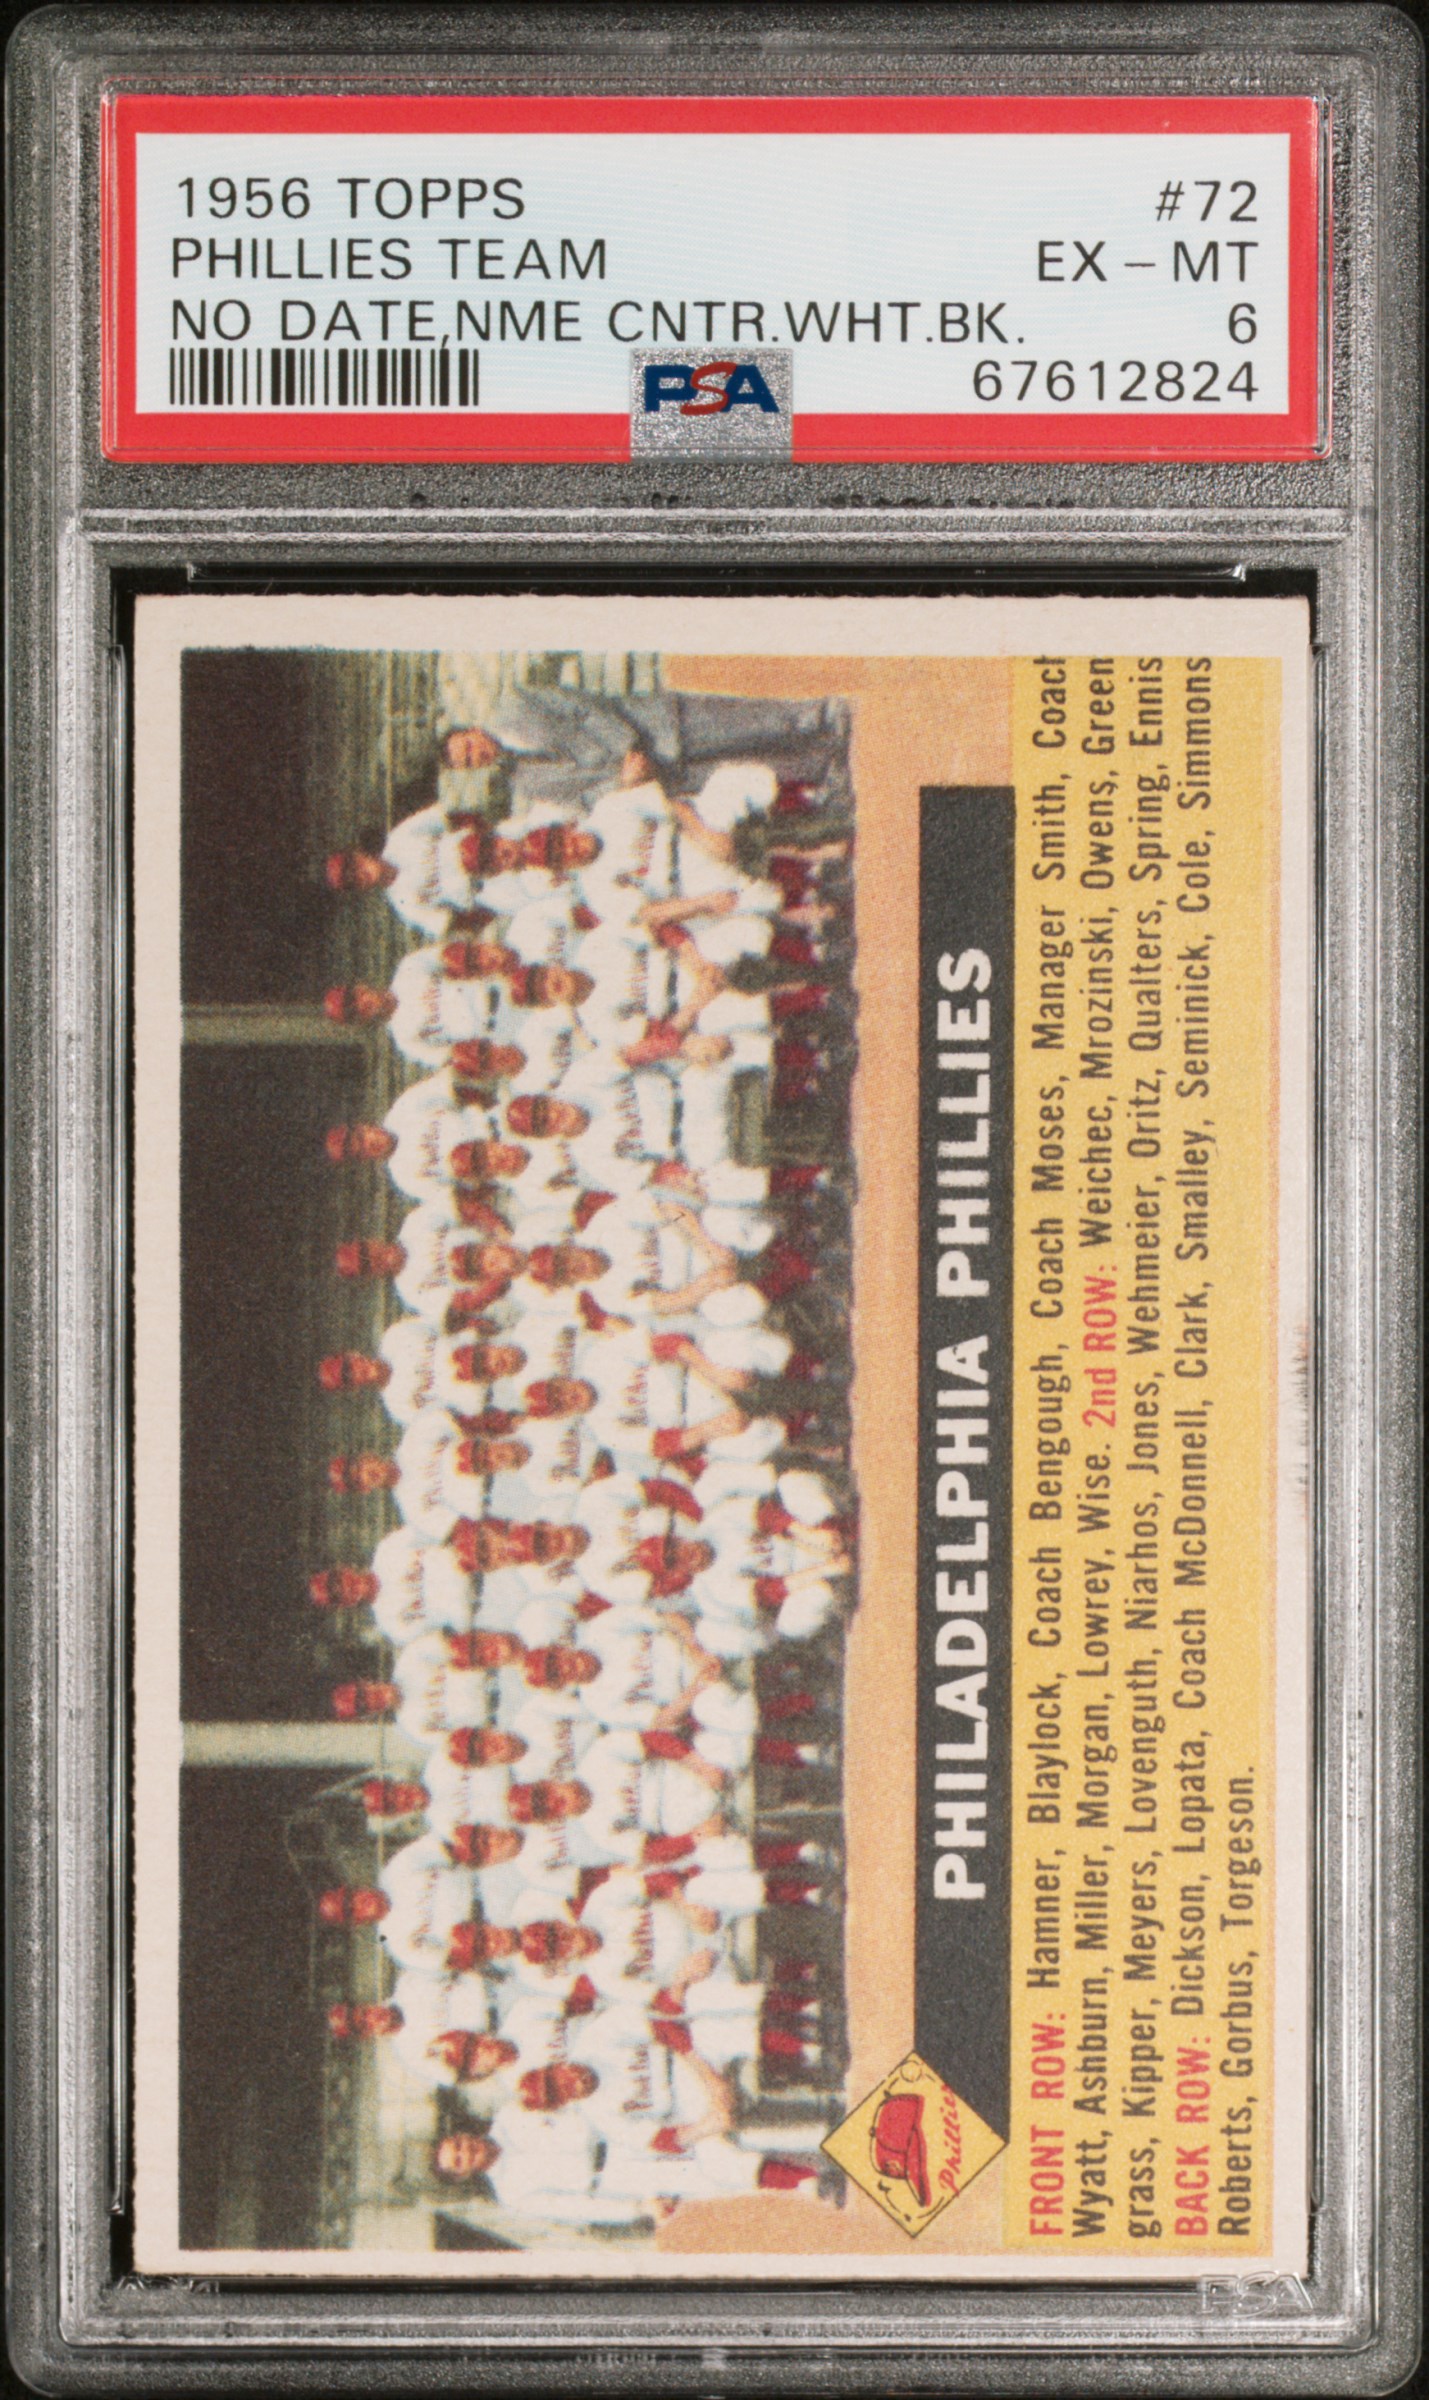 1956 TOPPS #72
PHILLIES TEAM EX - MT
NO DATE,NME CNTR.WHT.BK. 6
PSA 67612824
PHILADELPHIA PHILLIES
Phillies
FRONT ROW: Hamner, Blaylock, Coach Bengough, Coach Moses, Manager Smith, Coach
Wyatt, Ashburn, Miller, Morgan, Lowrey, Wise. 2nd ROW: Weichec, Mrozinski, Owens, Green
grass, Kipper, Meyers, Lovenguth, Niarhos, Jones, Wehmeier, Oritz, Qualters, Spring, Ennis
BACK ROW: Dickson, Lopata, Coach McDonnell, Clark, Smalley, Seminick, Cole, Simmons
Roberts, Gorbus, Torgeson.
PSA